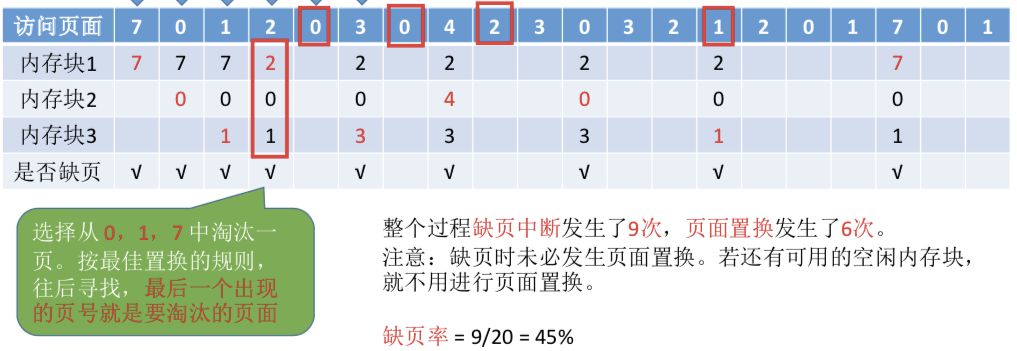 访问页面 7 0 1 2 0 3 0 4 2 3 0 3 2 1 2 0 1 7 0 1
内存块1 7 7 7 2 2 2 2 2 7
内存块2 0 0 0 0 4 0 0 0
内存块3 1 1 3 3 3 1 1
是否缺页 √ √ √ √ √ √ √ √ √
选择从 0，1，7 中淘汰一
页。按最佳置换的规则，
往后寻找，最后一个出现
的页号就是要淘汰的页面
整个过程缺页中断发生了9次，页面置换发生了6次。
注意：缺页时未必发生页面置换。若还有可用的空闲内存块，
就不用进行页面置换。
缺页率 = 9/20 = 45%